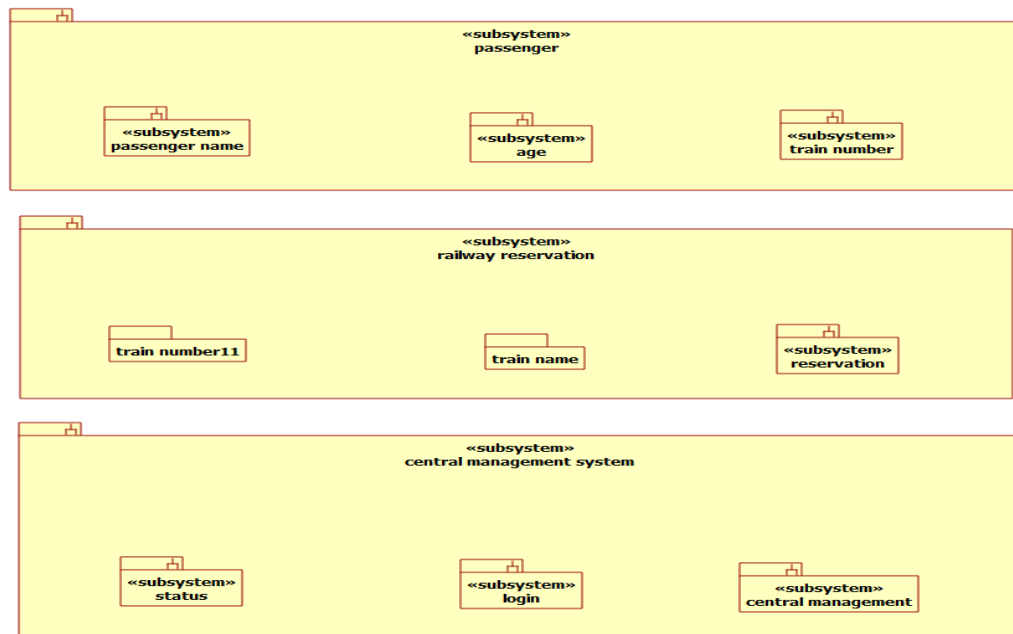 «subsystem»
passenger
«subsystem»
passenger name
«subsystem»
age
«subsystem»
train number
«subsystem»
railway reservation
train number11
train name
«subsystem»
reservation
«subsystem»
central management system
«subsystem»
status
«subsystem»
login
«subsystem»
central management